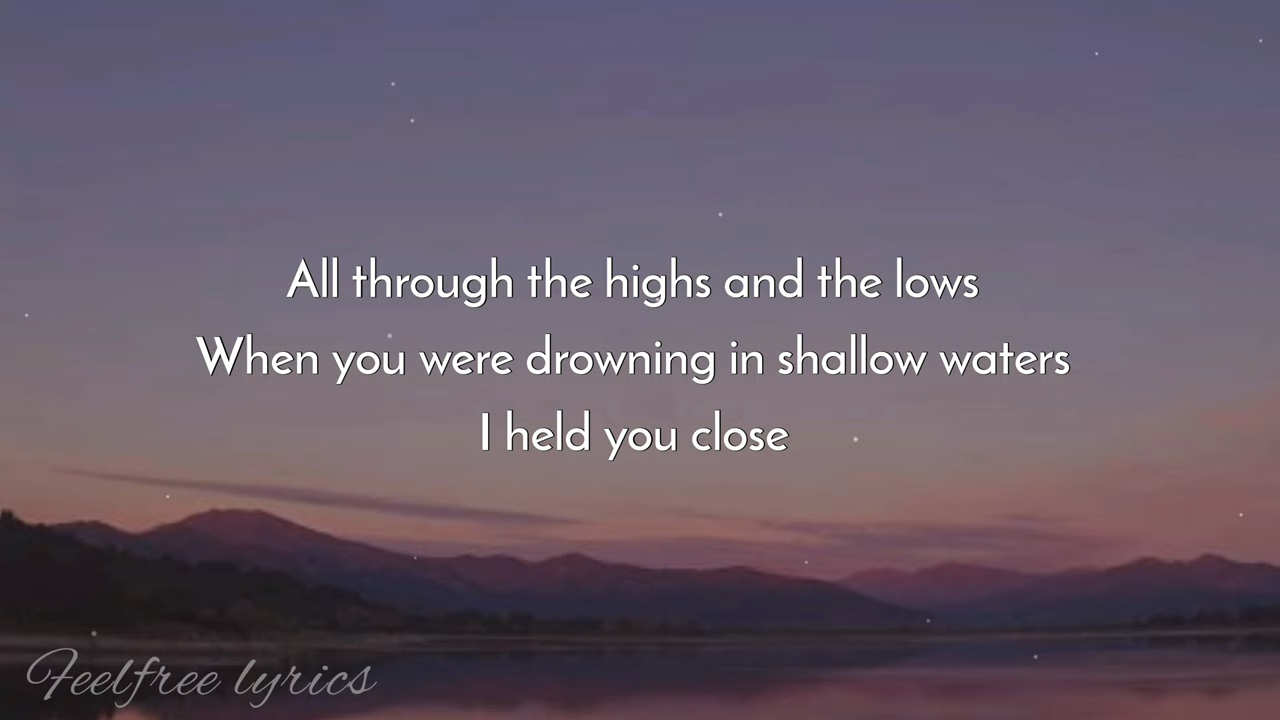 All through the highs and the lows
When you were drowning in shallow waters
I held you close
Feelfree lyrics